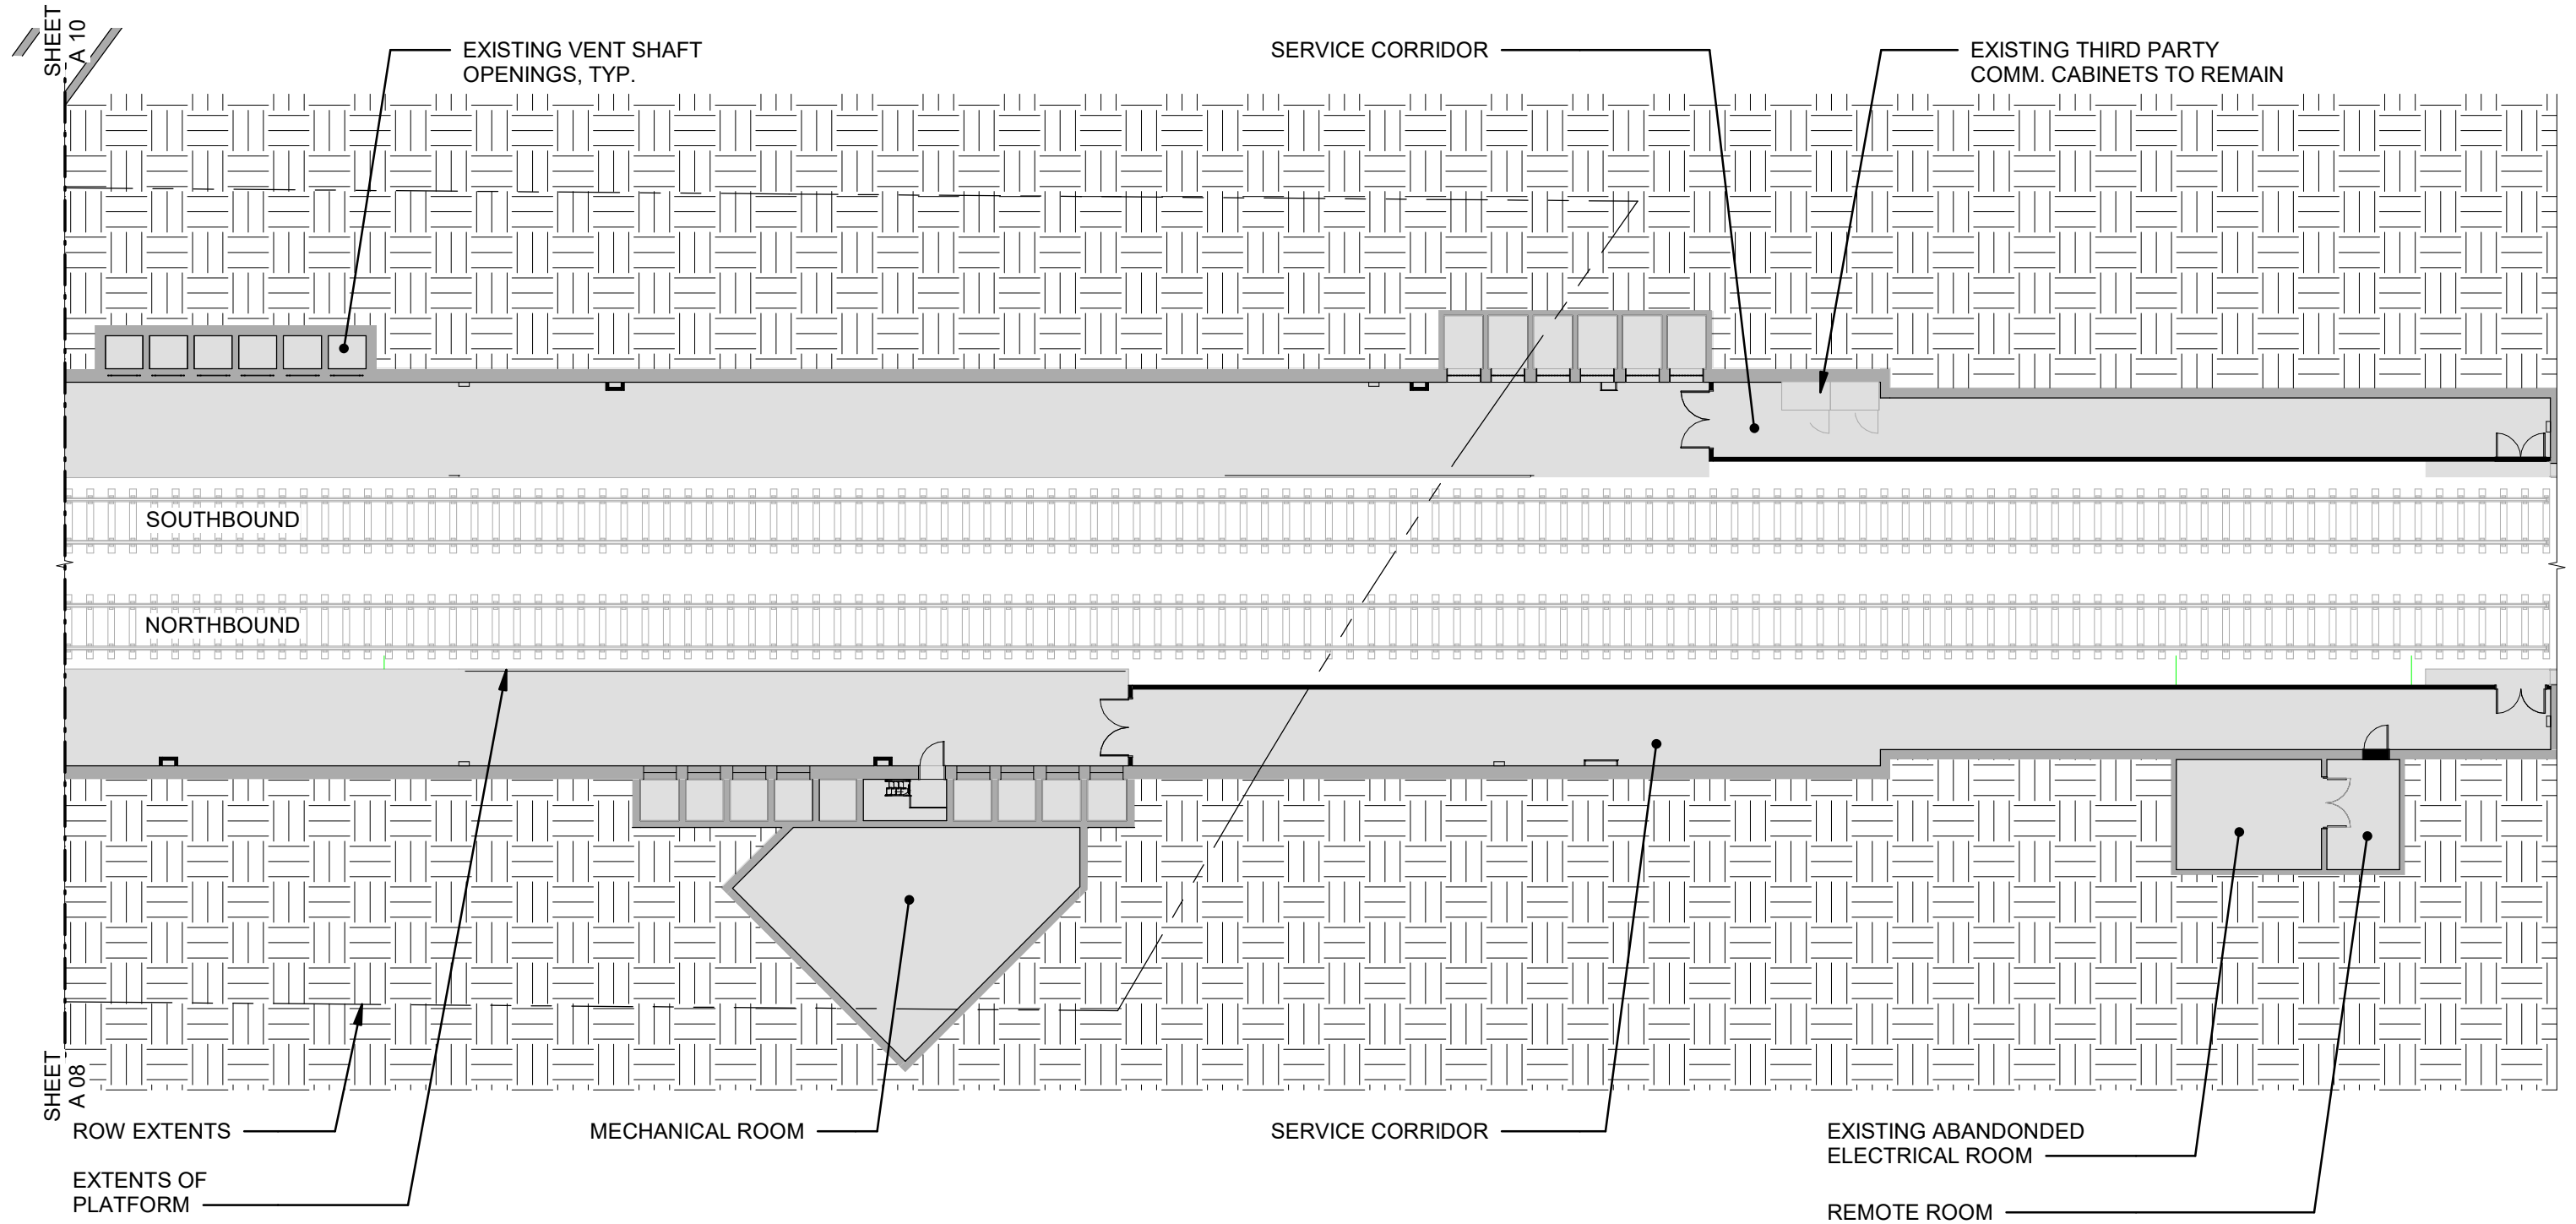 SHEET
A 10
EXISTING VENT SHAFT
OPENINGS, TYP.
SERVICE CORRIDOR
EXISTING THIRD PARTY
COMM. CABINETS TO REMAIN
SOUTHBOUND
NORTHBOUND
SHEET
A 08
ROW EXTENTS
MECHANICAL ROOM
SERVICE CORRIDOR
EXISTING ABANDONDED
ELECTRICAL ROOM
EXTENTS OF
PLATFORM
REMOTE ROOM